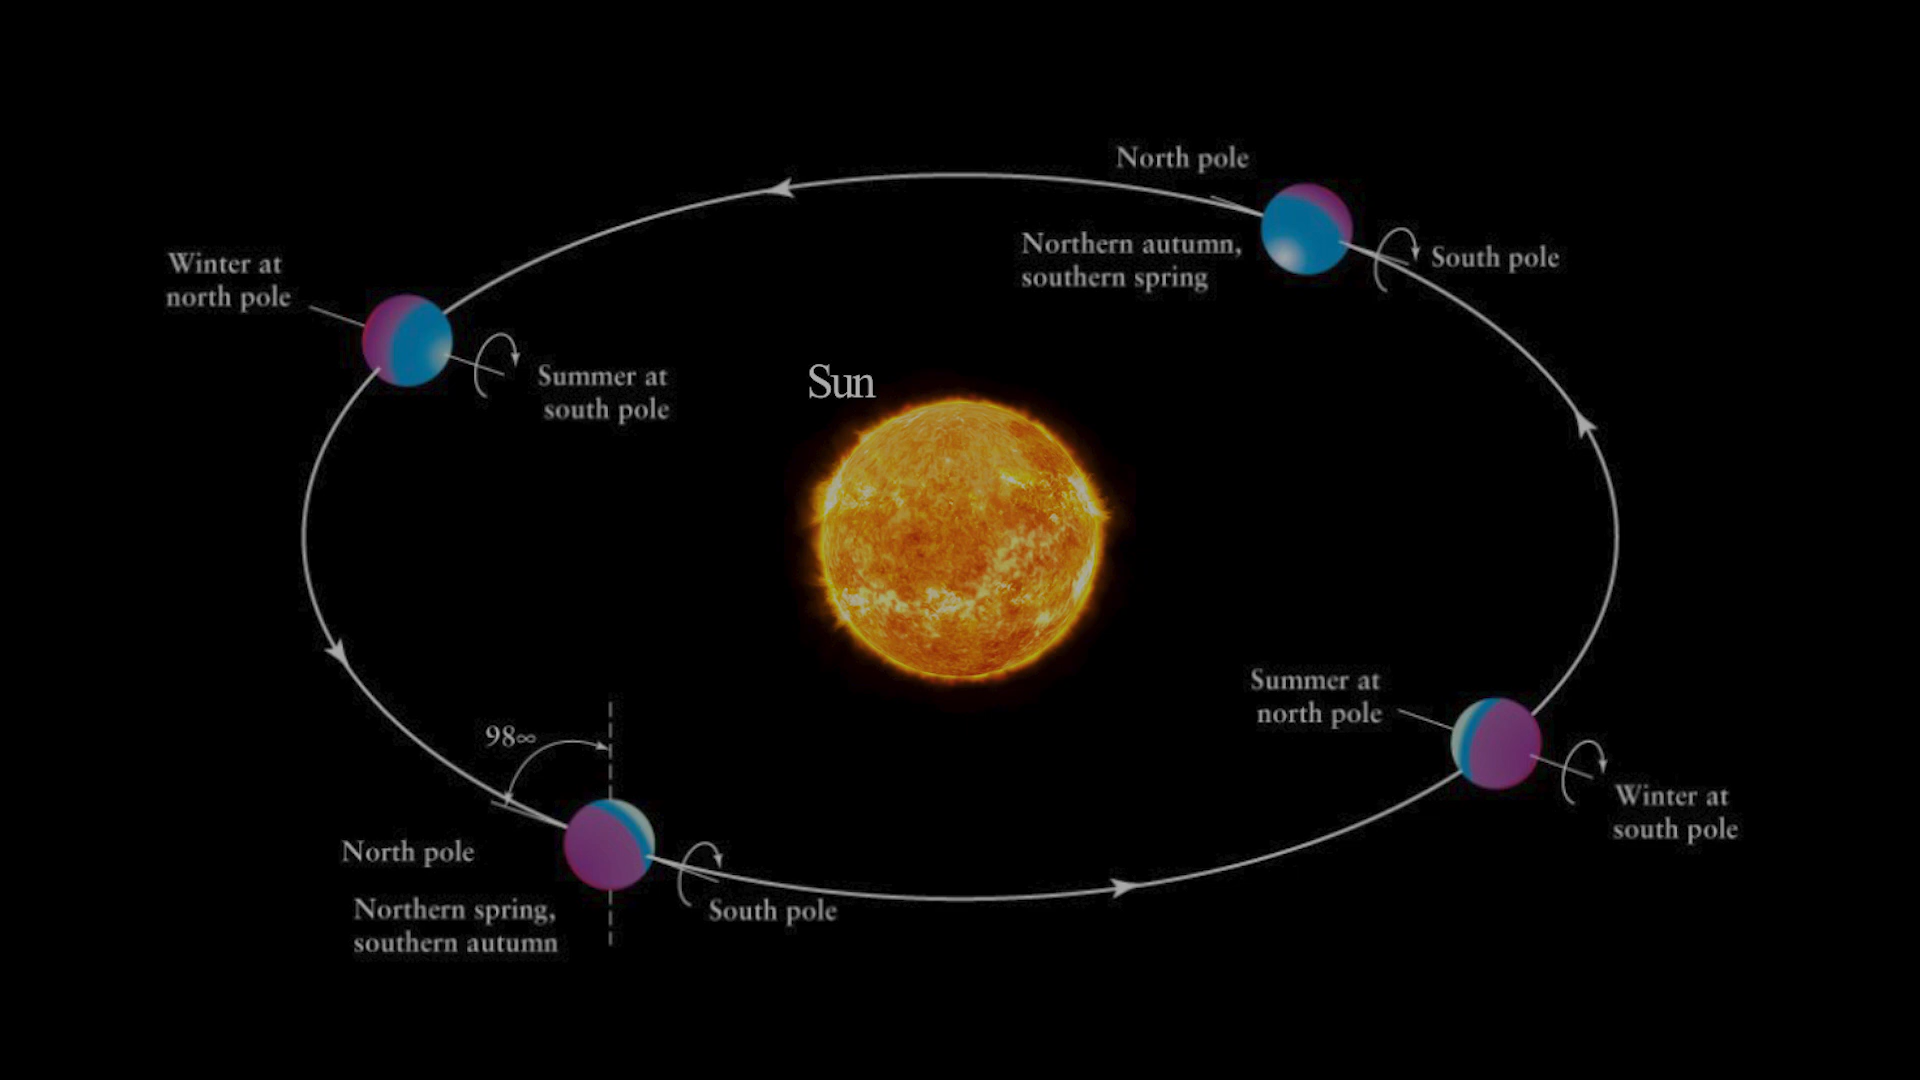 North pole
Northern autumn,
southern spring
South pole
Winter at
north pole
Summer at
south pole
Sun
Summer at
north pole
Winter at
south pole
98∞
North pole
Northern spring,
southern autumn
South pole